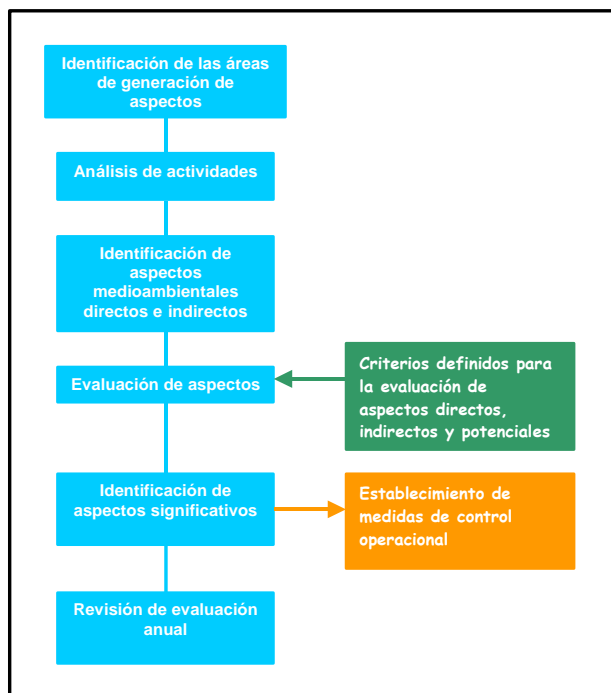 Identificación de las áreas
de generación de
aspectos
Análisis de actividades
Identificación de
aspectos
medioambientales
directos e indirectos
Evaluación de aspectos
Criterios definidos para
la evaluación de
aspectos directos,
indirectos y potenciales
Identificación de
aspectos significativos
Establecimiento de
medidas de control
operacional
Revisión de evaluación
anual